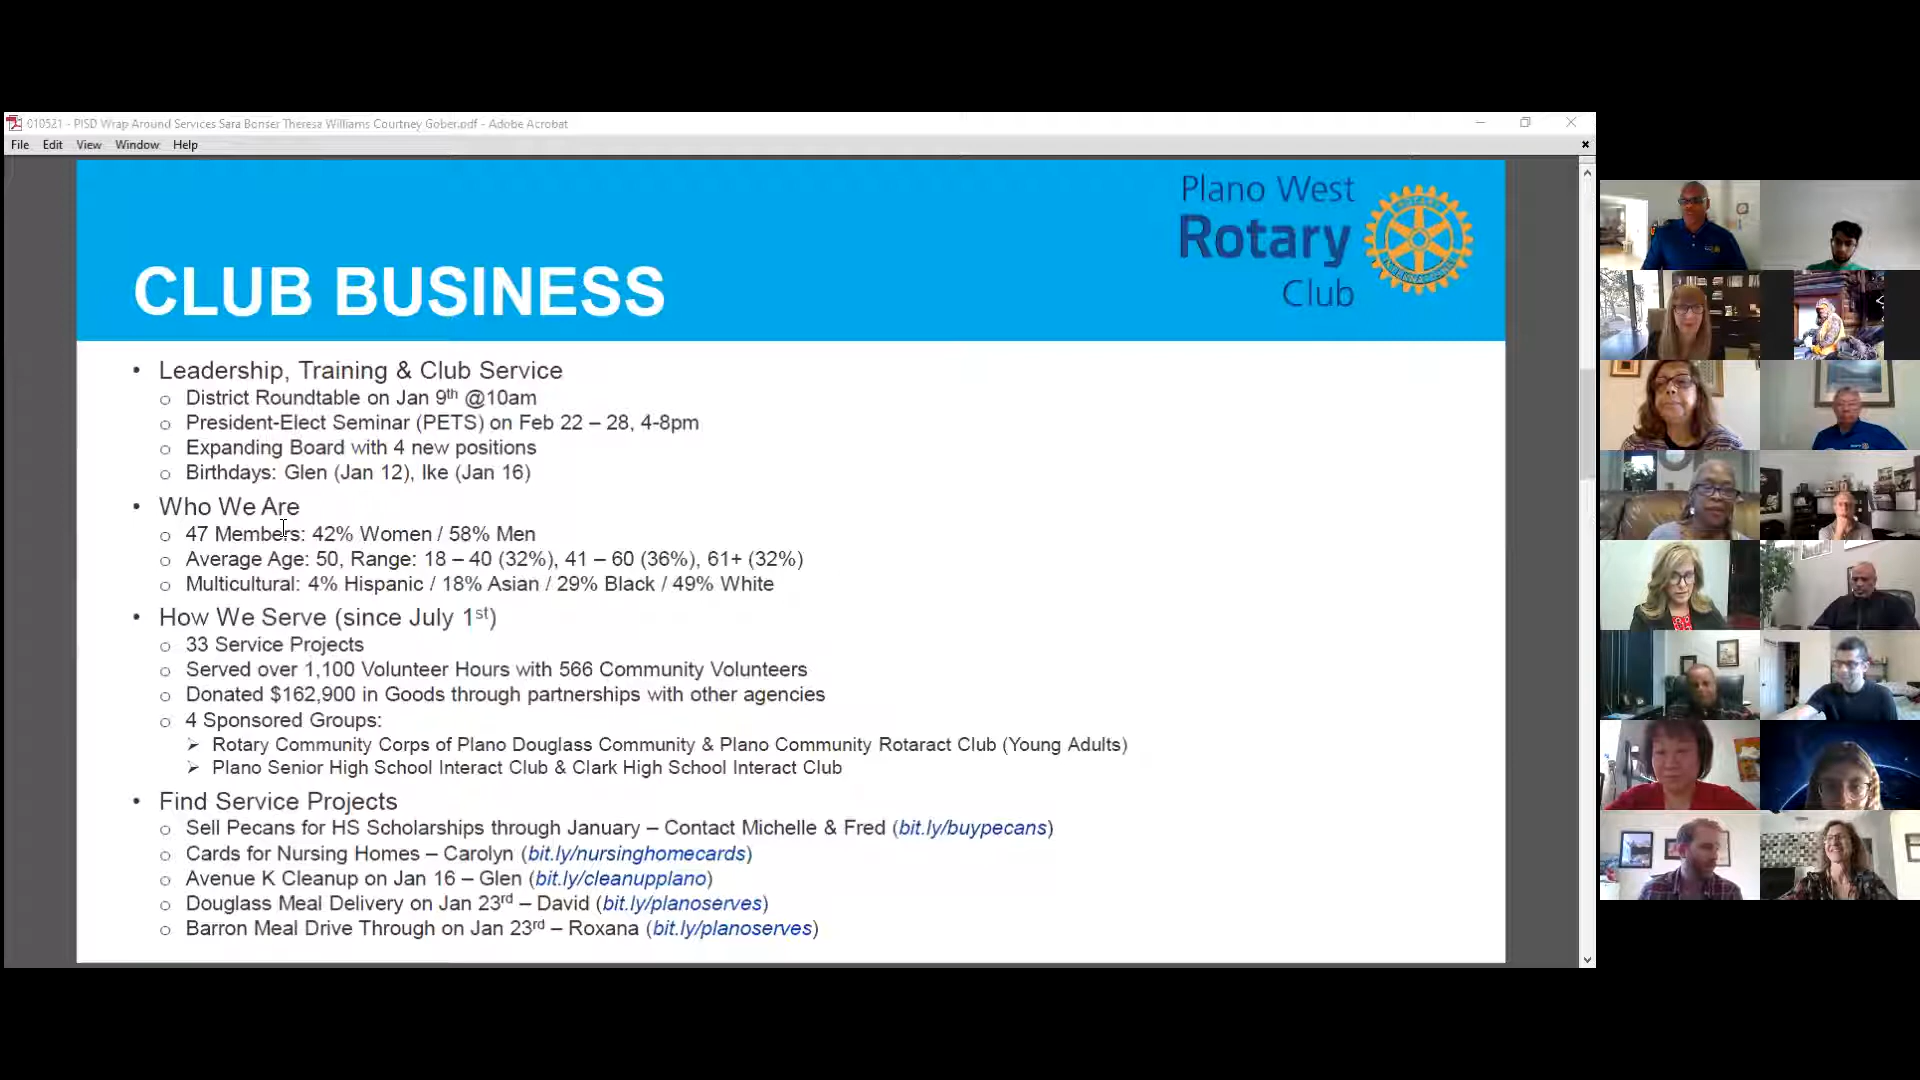 010521 - PISD Wrap Around Services Sara Bonser Theresa Williams Courtney Gober.pdf - Adobe Acrobat
File Edit View Window Help
Plano West
Rotary
Club
CLUB BUSINESS
• Leadership, Training & Club Service
o District Roundtable on Jan 9th @10am
o President-Elect Seminar (PETS) on Feb 22 – 28, 4-8pm
o Expanding Board with 4 new positions
o Birthdays: Glen (Jan 12), Ike (Jan 16)
• Who We Are
o 47 Members: 42% Women / 58% Men
o Average Age: 50, Range: 18 – 40 (32%), 41 – 60 (36%), 61+ (32%)
o Multicultural: 4% Hispanic / 18% Asian / 29% Black / 49% White
• How We Serve (since July 1st)
o 33 Service Projects
o Served over 1,100 Volunteer Hours with 566 Community Volunteers
o Donated $162,900 in Goods through partnerships with other agencies
o 4 Sponsored Groups:
➢ Rotary Community Corps of Plano Douglass Community & Plano Community Rotaract Club (Young Adults)
➢ Plano Senior High School Interact Club & Clark High School Interact Club
• Find Service Projects
o Sell Pecans for HS Scholarships through January – Contact Michelle & Fred (bit.ly/buypecans)
o Cards for Nursing Homes – Carolyn (bit.ly/nursinghomecards)
o Avenue K Cleanup on Jan 16 – Glen (bit.ly/cleanupplano)
o Douglass Meal Delivery on Jan 23rd – David (bit.ly/planoserves)
o Barron Meal Drive Through on Jan 23rd – Roxana (bit.ly/planoserves)
ROTARY
INTERNATIONAL